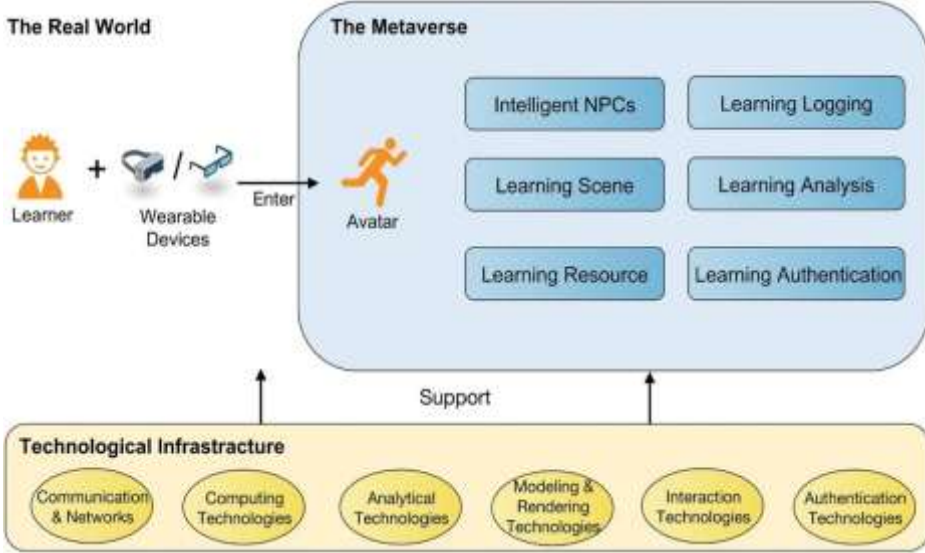 The Real World
The Metaverse
Intelligent NPCs
Learning Logging
+
/
Learner
Wearable
Devices
Enter
Avatar
Learning Scene
Learning Analysis
Learning Resource
Learning Authentication
Support
Technological Infrastracture
Communication
& Networks
Computing
Technologies
Analytical
Technologies
Modeling &
Rendering
Technologies
Interaction
Technologies
Authentication
Technologies